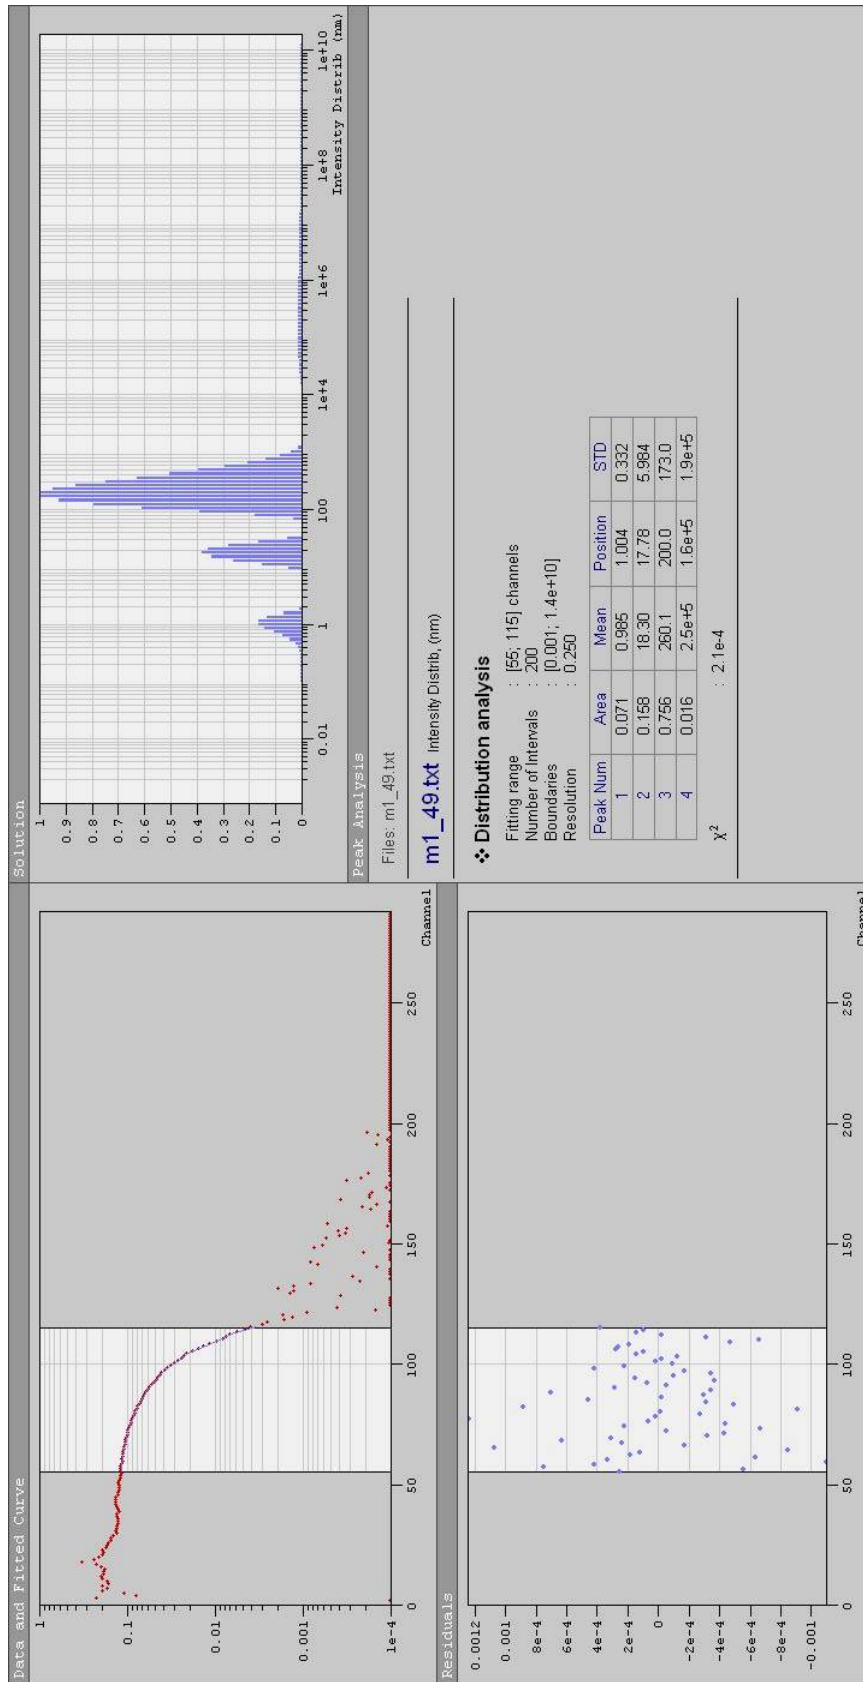 Data and Fitted Curve
1
0.1
0.01
0.001
1e-4
0 50 100 150 200 250
Channel
Residuals
0.0012
0.001
8e-4
6e-4
4e-4
2e-4
0
-2e-4
-4e-4
-6e-4
-8e-4
-0.001
0 50 100 150 200 250
Channel
Solution
1
0.9
0.8
0.7
0.6
0.5
0.4
0.3
0.2
0.1
0
0.01 1 100 1e+4 1e+6 1e+8 1e+10
Intensity Distrib (nm)
Peak Analysis
Files: m1_49.txt
m1_49.txt Intensity Distrib, (nm)
❖ Distribution analysis
Fitting range : [55; 115] channels
Number of Intervals : 200
Boundaries : [0.001; 1.4e+10]
Resolution : 0.250
Peak Num Area Mean Position STD
1 0.071 0.985 1.004 0.332
2 0.158 18.30 17.78 5.984
3 0.756 260.1 200.0 173.0
4 0.016 2.5e+5 1.6e+5 1.9e+5
χ² : 2.1e-4